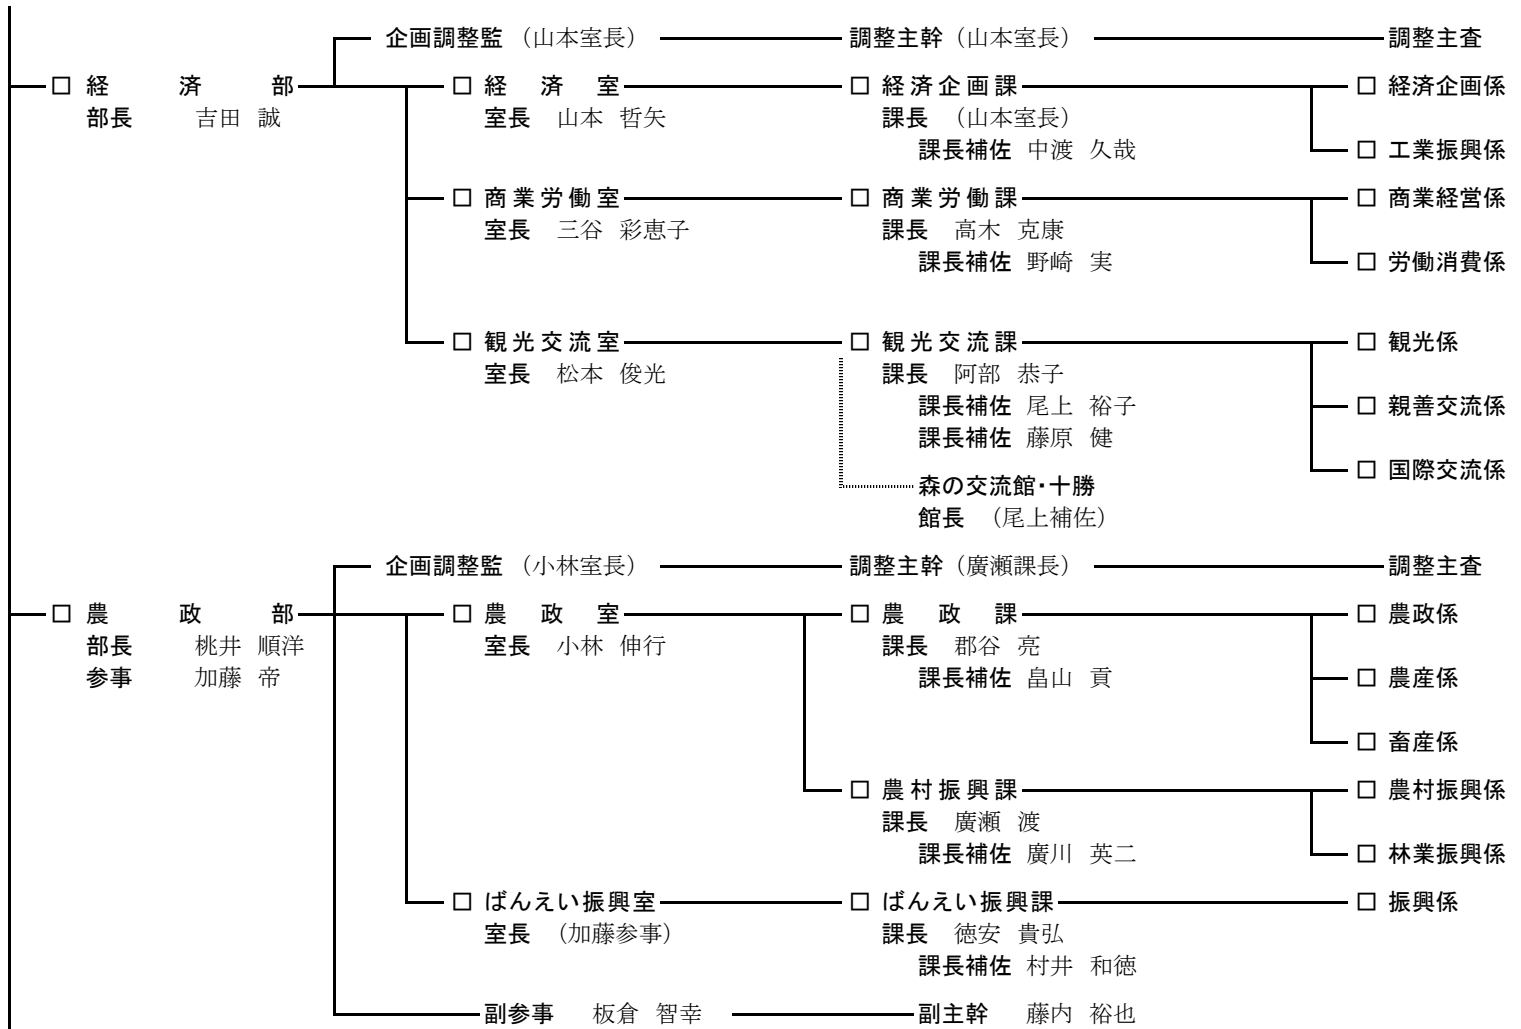 企画調整監 （山本室長） 調整主幹（山本室長） 調整主査
□ 経済部 □ 経済室 □ 経済企画課 □ 経済企画係
部長 吉田 誠 室長 山本 哲矢 課長 （山本室長）
課長補佐 中渡 久哉 □ 工業振興係
□ 商業労働室 □ 商業労働課 □ 商業経営係
室長 三谷 彩恵子 課長 高木 克康
課長補佐 野崎 実 □ 労働消費係
□ 観光交流室 □ 観光交流課 □ 観光係
室長 松本 俊光 課長 阿部 恭子
課長補佐 尾上 裕子 □ 親善交流係
課長補佐 藤原 健
□ 国際交流係
森の交流館・十勝
館長 （尾上補佐）
企画調整監 （小林室長） 調整主幹（廣瀬課長） 調整主査
□ 農政部 □ 農政室 □ 農政課 □ 農政係
部長 桃井 順洋 室長 小林 伸行 課長 郡谷 亮
参事 加藤 帝 課長補佐 畠山 貢 □ 農産係
□ 畜産係
□ 農村振興課 □ 農村振興係
課長 廣瀬 渡
課長補佐 廣川 英二 □ 林業振興係
□ ばんえい振興室 □ ばんえい振興課 □ 振興係
室長 （加藤参事） 課長 徳安 貴弘
課長補佐 村井 和徳
副参事 板倉 智幸 副主幹 藤内 裕也